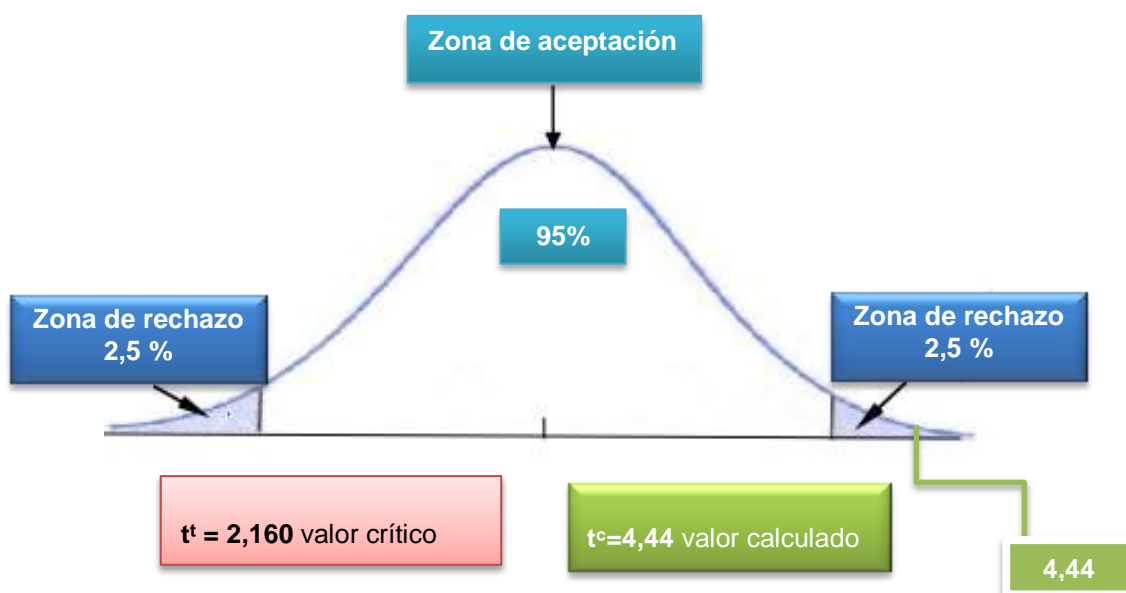 Zona de aceptación
95%
Zona de rechazo
2,5 %
Zona de rechazo
2,5 %
tᵗ = 2,160 valor crítico
tᶜ=4,44 valor calculado
4,44